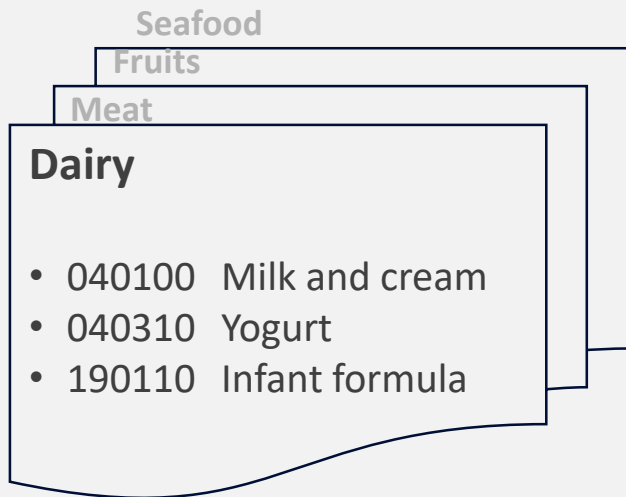 Seafood
Fruits
Meat
Dairy
• 040100 Milk and cream
• 040310 Yogurt
• 190110 Infant formula